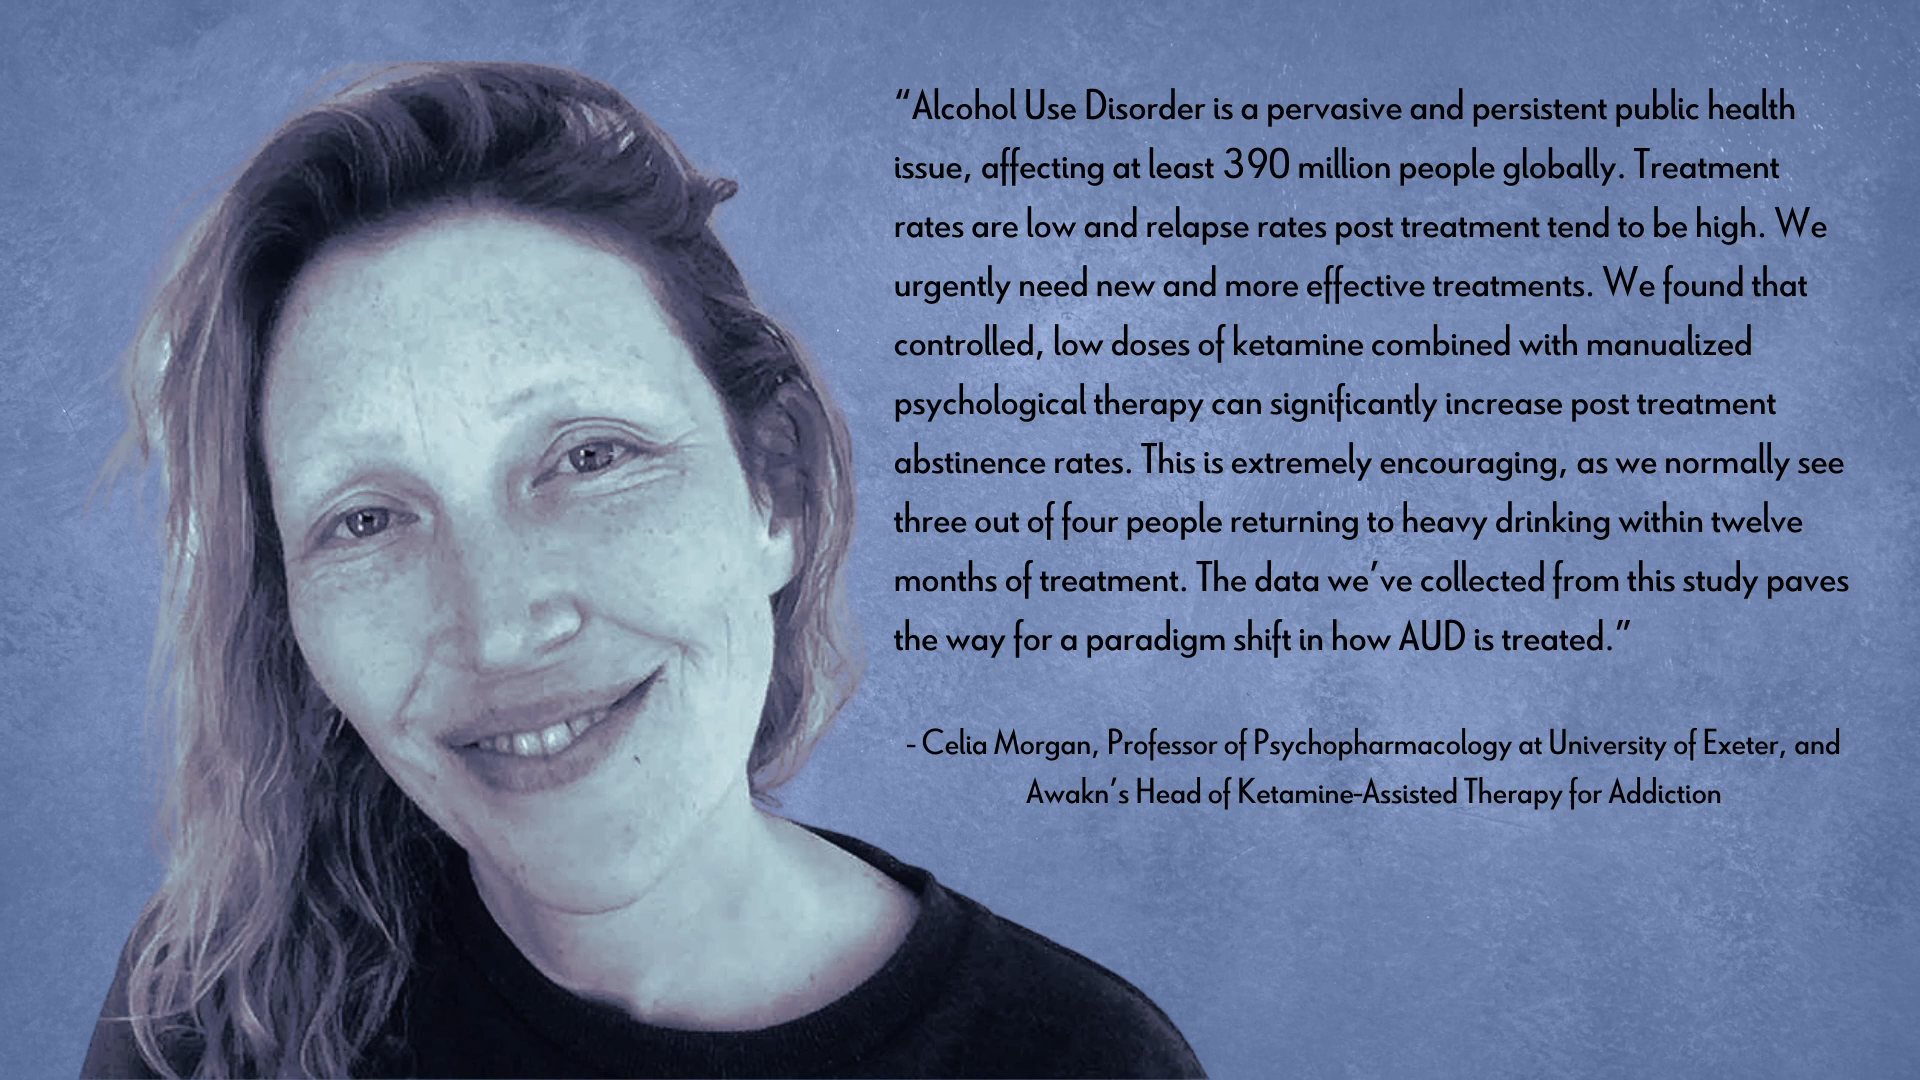 “Alcohol Use Disorder is a pervasive and persistent public health
issue, affecting at least 390 million people globally. Treatment
rates are low and relapse rates post treatment tend to be high. We
urgently need new and more effective treatments. We found that
controlled, low doses of ketamine combined with manualized
psychological therapy can significantly increase post treatment
abstinence rates. This is extremely encouraging, as we normally see
three out of four people returning to heavy drinking within twelve
months of treatment. The data we’ve collected from this study paves
the way for a paradigm shift in how AUD is treated.”
- Celia Morgan, Professor of Psychopharmacology at University of Exeter, and
Awakn’s Head of Ketamine-Assisted Therapy for Addiction